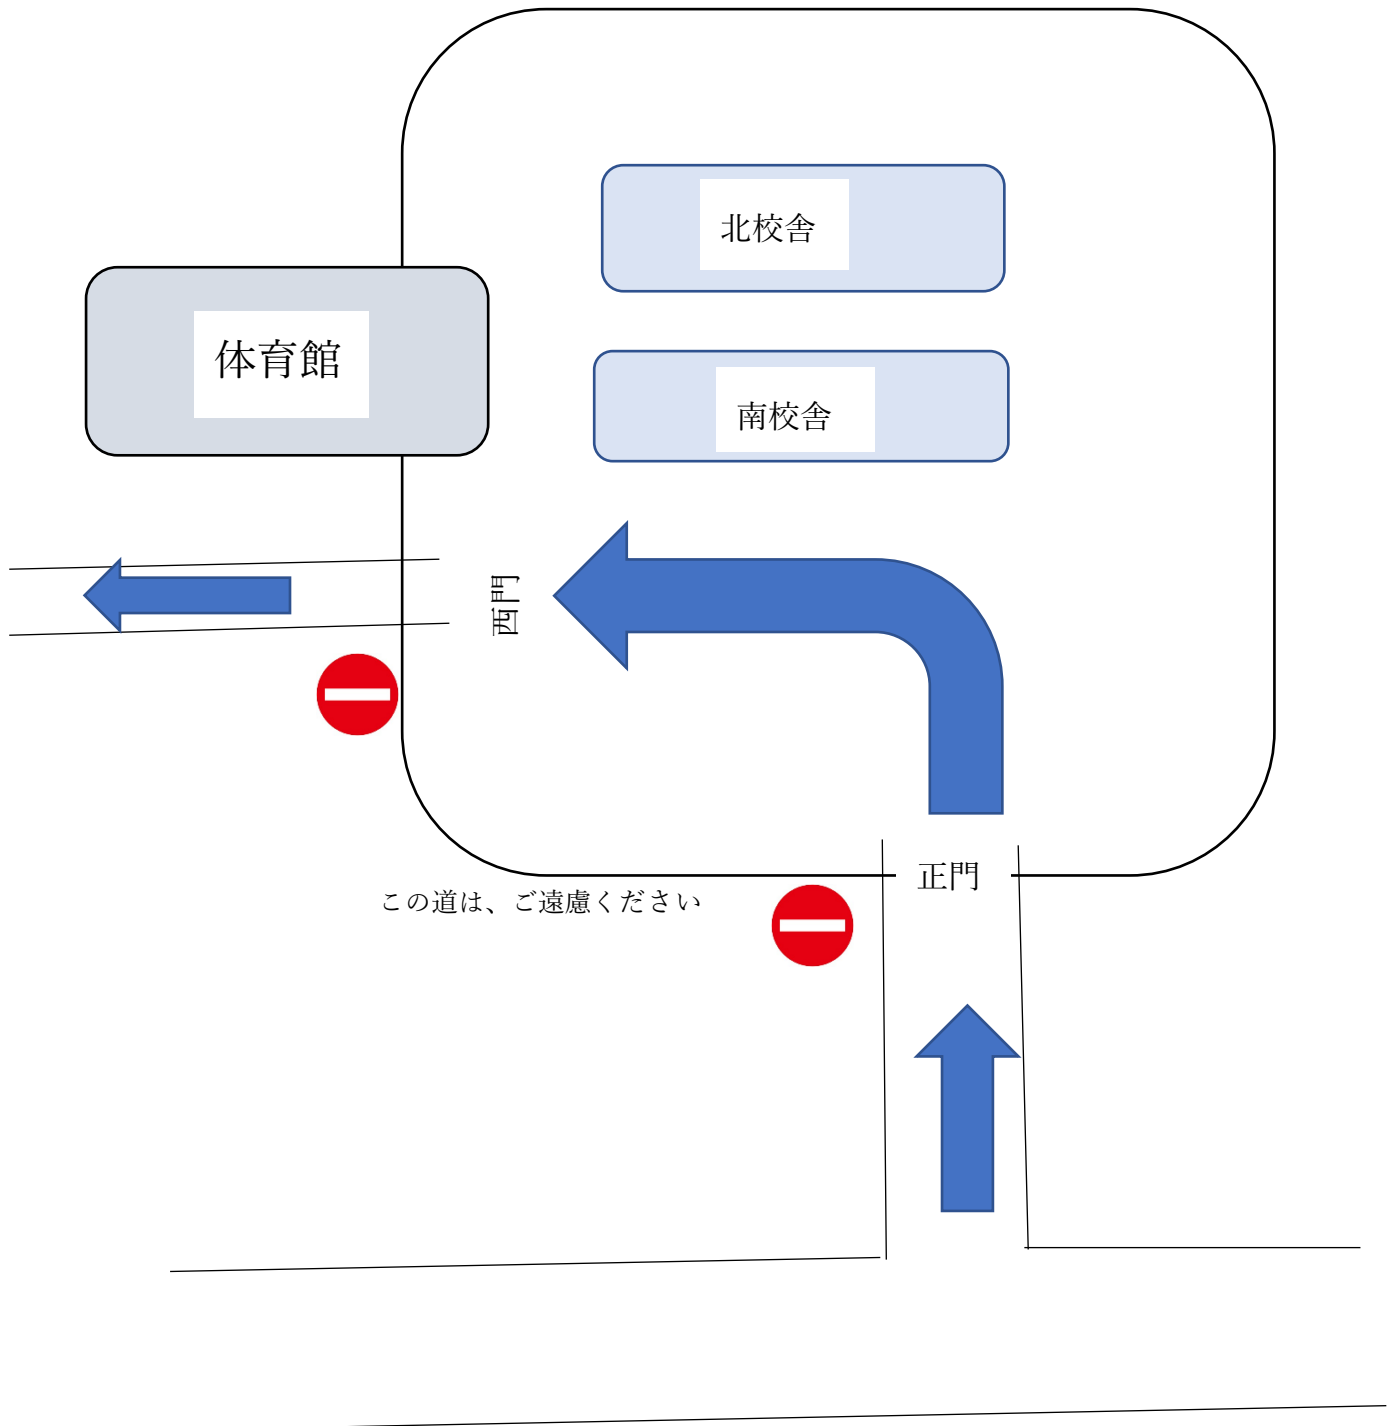 北校舎
体育館
南校舎
西門
正門
この道は、ご遠慮ください